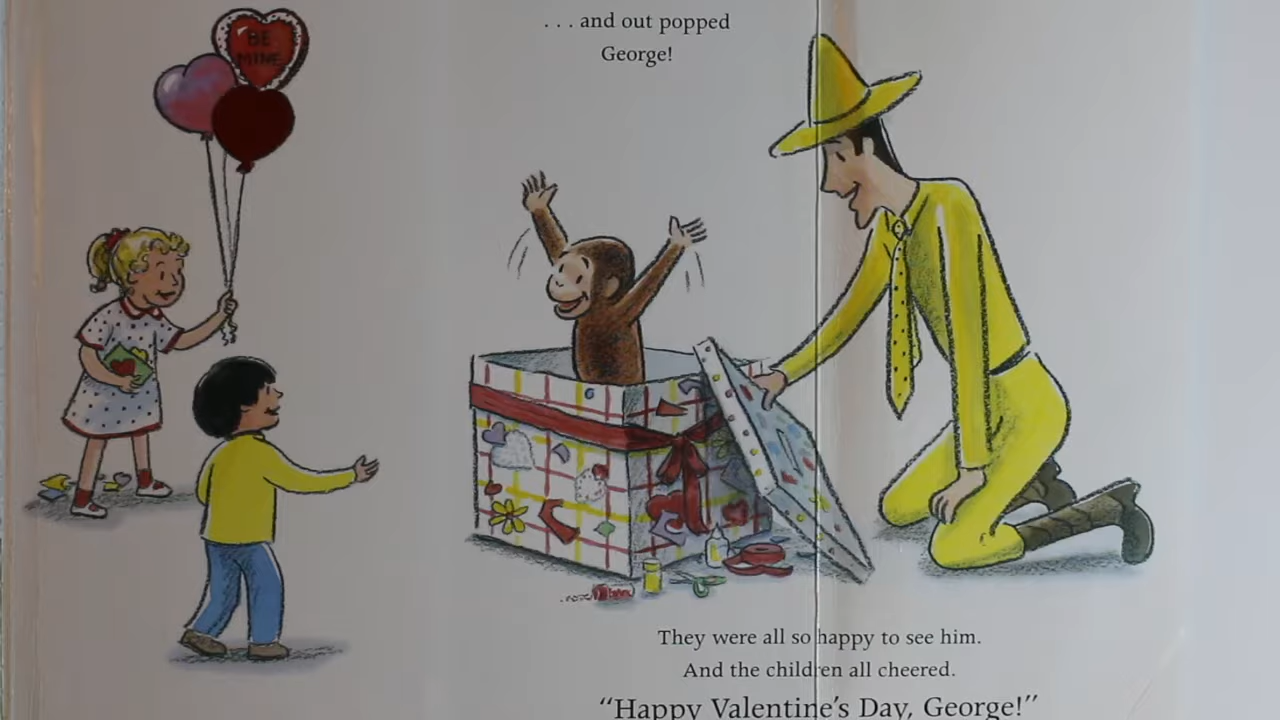 BE
MINE
. . . and out popped
George!
They were all so happy to see him.
And the children all cheered.
“Happy Valentine’s Day, George!”